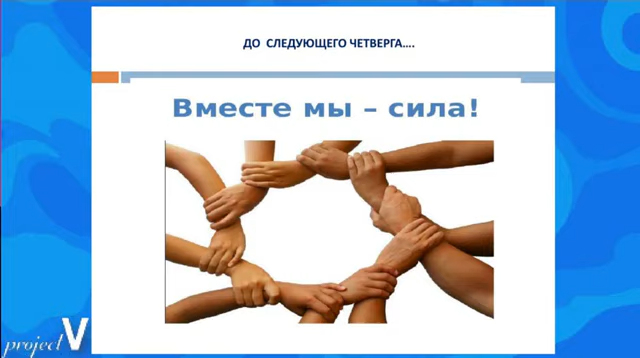 ДО СЛЕДУЮЩЕГО ЧЕТВЕРГА....
Вместе мы – сила!
project V